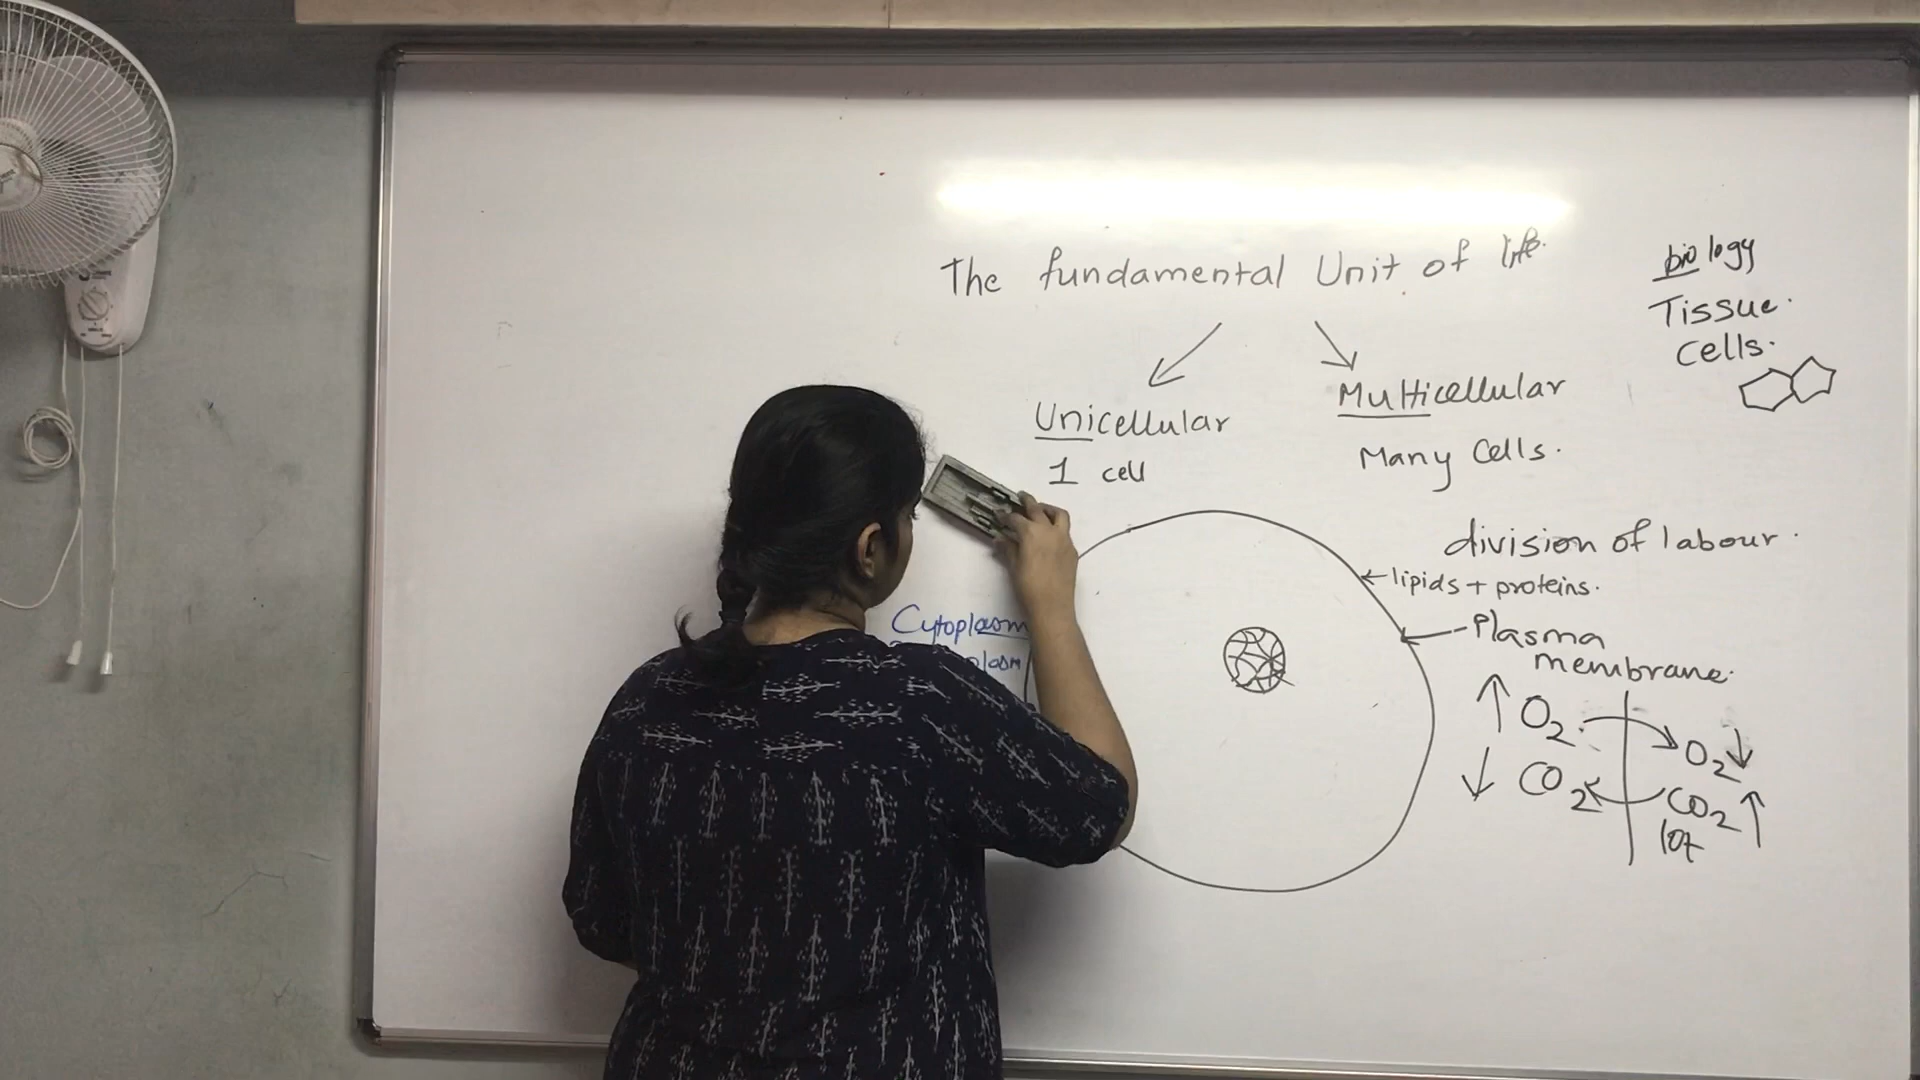 The fundamental Unit of life.
biology
Tissue.
Cells.
Unicellular
1 cell
Multicellular
Many Cells.
division of labour.
lipids + proteins.
Plasma
membrane.
Cytoplasm
plasm
↑ O2
O2 ↓
↓ CO2
CO2 ↑